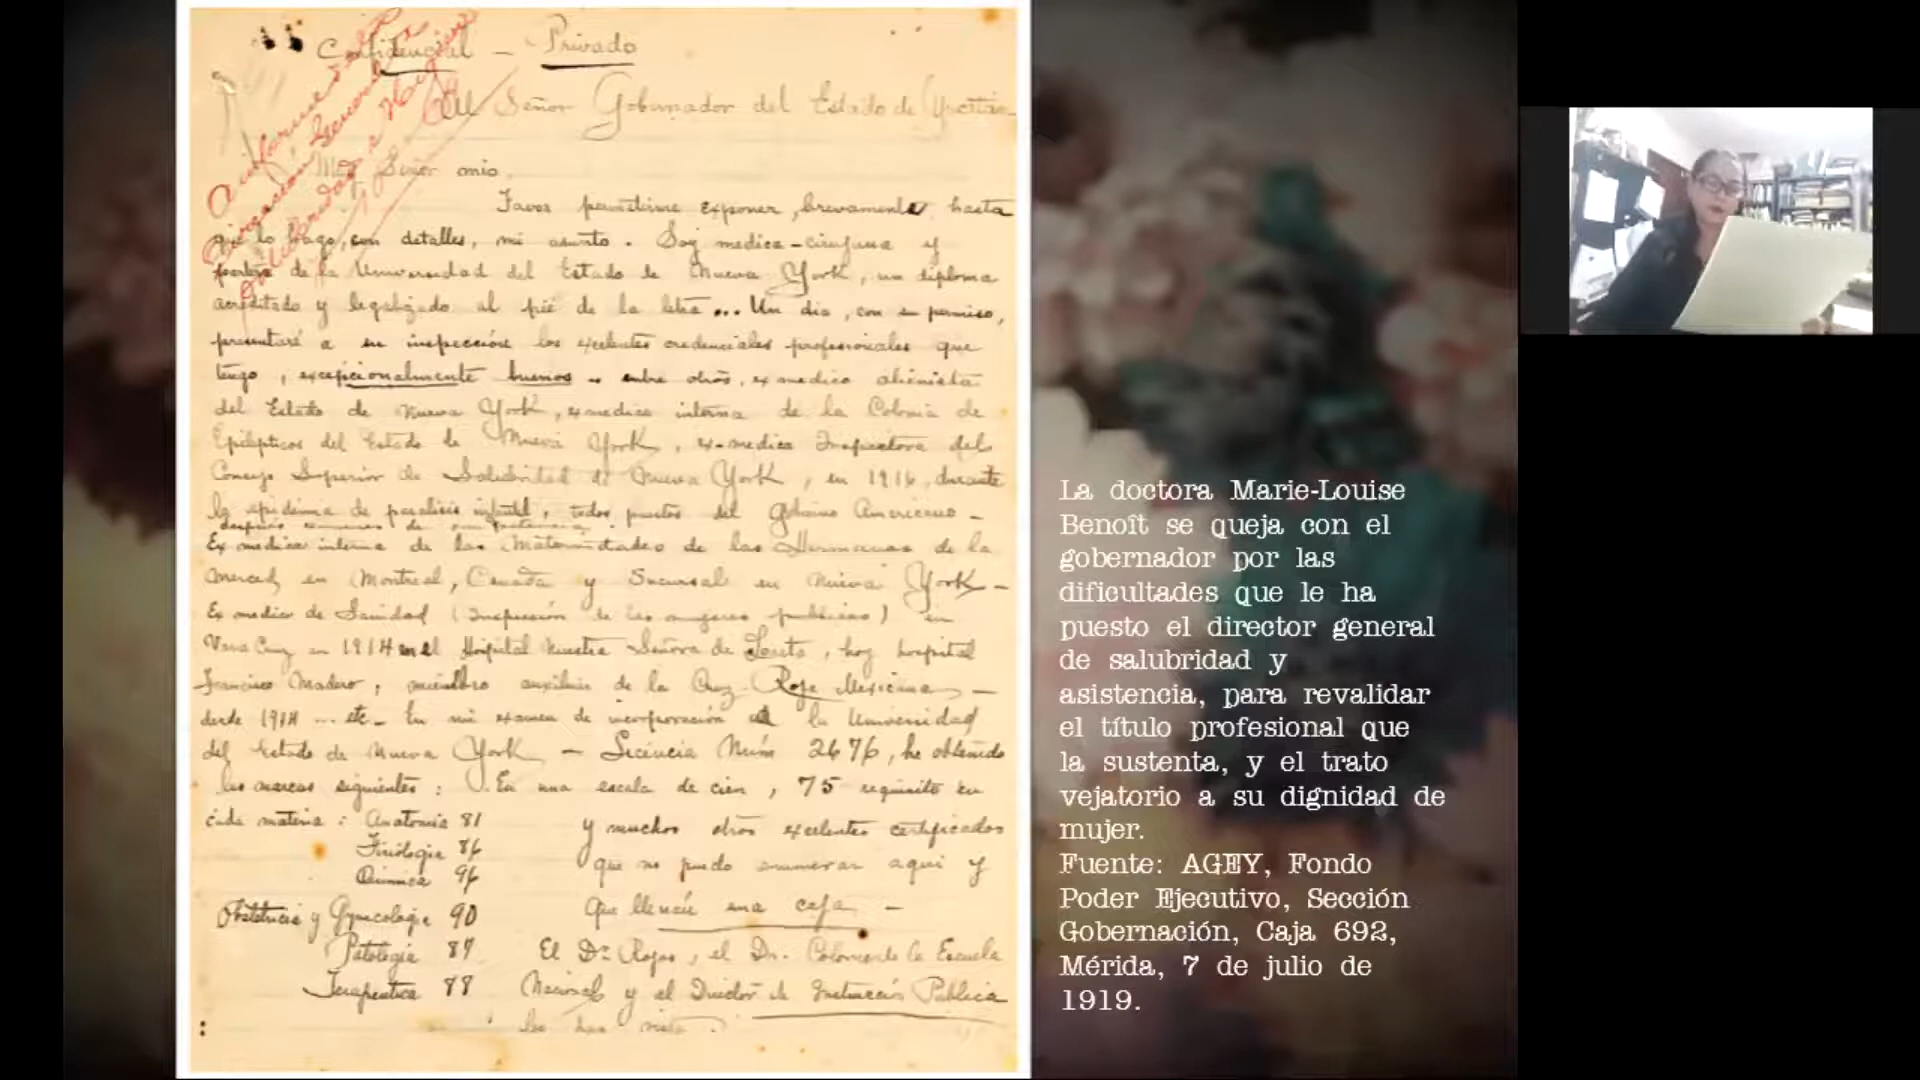 Confidencial - Privado
Al Señor Gobernador del Estado de Yucatán
Muy Señor mio.
Favor permitirme exponer, brevamente, hasta
que lo hago, con detalles, mi asunto. Soy medica-cirujana y
partera de la Universidad del Estado de Nueva York, un diploma
acreditado y legalizado al pié de la letra ... Un dia, con su permiso,
presentaré a su inspección los excelentes credenciales profesionales que
tengo, excepcionalmente buenos - entre otros, ex medico alienista
del Estado de Nueva York, ex medica interna de la Colonia de
Epilépticos del Estado de Nueva York, ex-medica Inspectora del
Consejo Superior de Salubridad de Nueva York, en 1916, durante
la epidemia de paralisis infantil, todos puestos del Gobierno Americano -
despues examenes de
Ex medica interna de las Maternidades de las Hermanas de la
Merced en Montreal, Canada y Sucursal en Nueva York -
Ex medico de Sanidad (Inspección de las mugeres publicas) en
Vera Cruz en 1914 en el Hospital Nuestra Señora de Loreto, hoy hospital
Francisco Madero, miembro auxiliar de la Cruz Roja Mexicana -
desde 1914 ... etc - En mi examen de incorporación a la Universidad
del Estado de Nueva York - Licencia Núm 2676, he obtenido
las marcas siguientes: En una escala de cien, 75 requisito en
cada materia: Anatomia 81
Fisiologia 86
Quimica 96
Obstetricia y Gynecologia 90
Patologia 87
Terapeutica 88
y muchos otros excelentes certificados
que no puedo enumerar aqui y
que llenan una caja -
El Dr. Rojas, el Dr. de la Escuela
Nacional y el Director de Instrucción Publica
los han visto.
La doctora Marie-Louise
Benoît se queja con el
gobernador por las
dificultades que le ha
puesto el director general
de salubridad y
asistencia, para revalidar
el título profesional que
la sustenta, y el trato
vejatorio a su dignidad de
mujer.
Fuente: AGEY, Fondo
Poder Ejecutivo, Sección
Gobernación, Caja 692,
Mérida, 7 de julio de
1919.